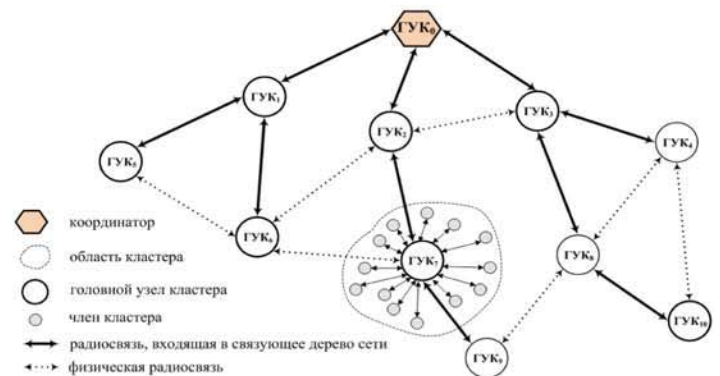 ГУК₀
ГУК₁
ГУК₃
ГУК₂
ГУК₄
ГУК₅
ГУК₆
ГУК₇
ГУК₈
ГУК₁₀
ГУК₉
координатор
область кластера
головной узел кластера
член кластера
радиосвязь, входящая в связующее дерево сети
физическая радиосвязь